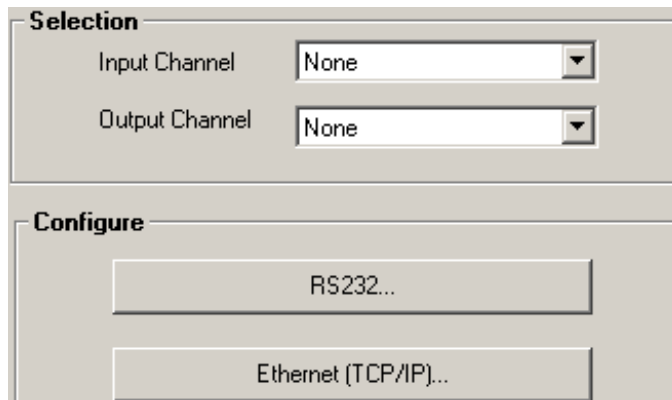 Selection
Input Channel None
Output Channel None
Configure
RS232...
Ethernet (TCP/IP)...